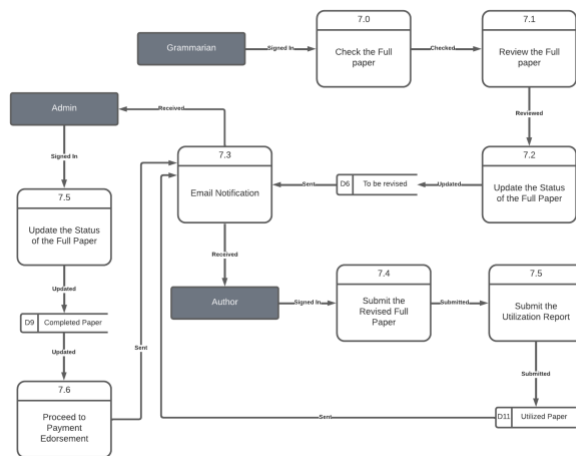 7.0
7.1
Grammarian
Signed In
Check the Full
paper
Checked
Review the Full
paper
Admin
Received
Reviewed
Signed In
7.3
Email Notification
Sent
D6
To be revised
Updated
7.2
Update the Status
of the Full Paper
7.5
Update the Status
of the Full Paper
Received
Updated
Author
Signed In
7.4
Submit the
Revised Full
Paper
Submitted
7.5
Submit the
Utilization Report
D9
Completed Paper
Updated
Sent
Submitted
7.6
Proceed to
Payment
Edorsement
Sent
D11
Utilized Paper